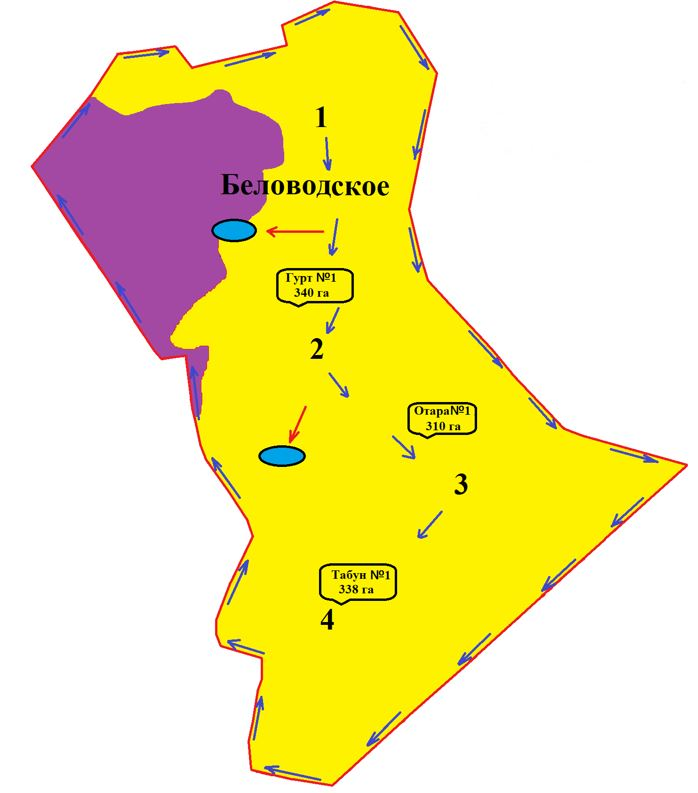 1
Беловодское
Гурт №1
340 га
2
Отара№1
310 га
3
Табун №1
338 га
4